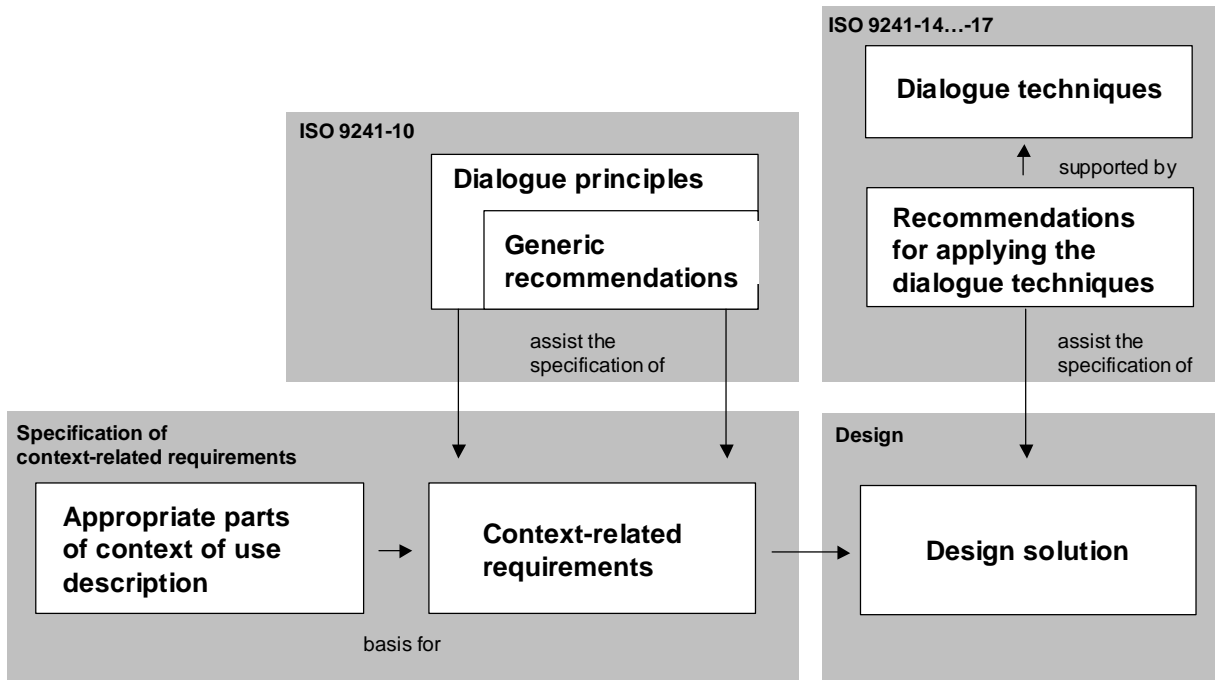 ISO 9241-14…-17
Dialogue techniques
supported by
Recommendations
for applying the
dialogue techniques
assist the
specification of
ISO 9241-10
Dialogue principles
Generic
recommendations
assist the
specification of
Specification of
context-related requirements
Appropriate parts
of context of use
description
basis for
Context-related
requirements
Design
Design solution